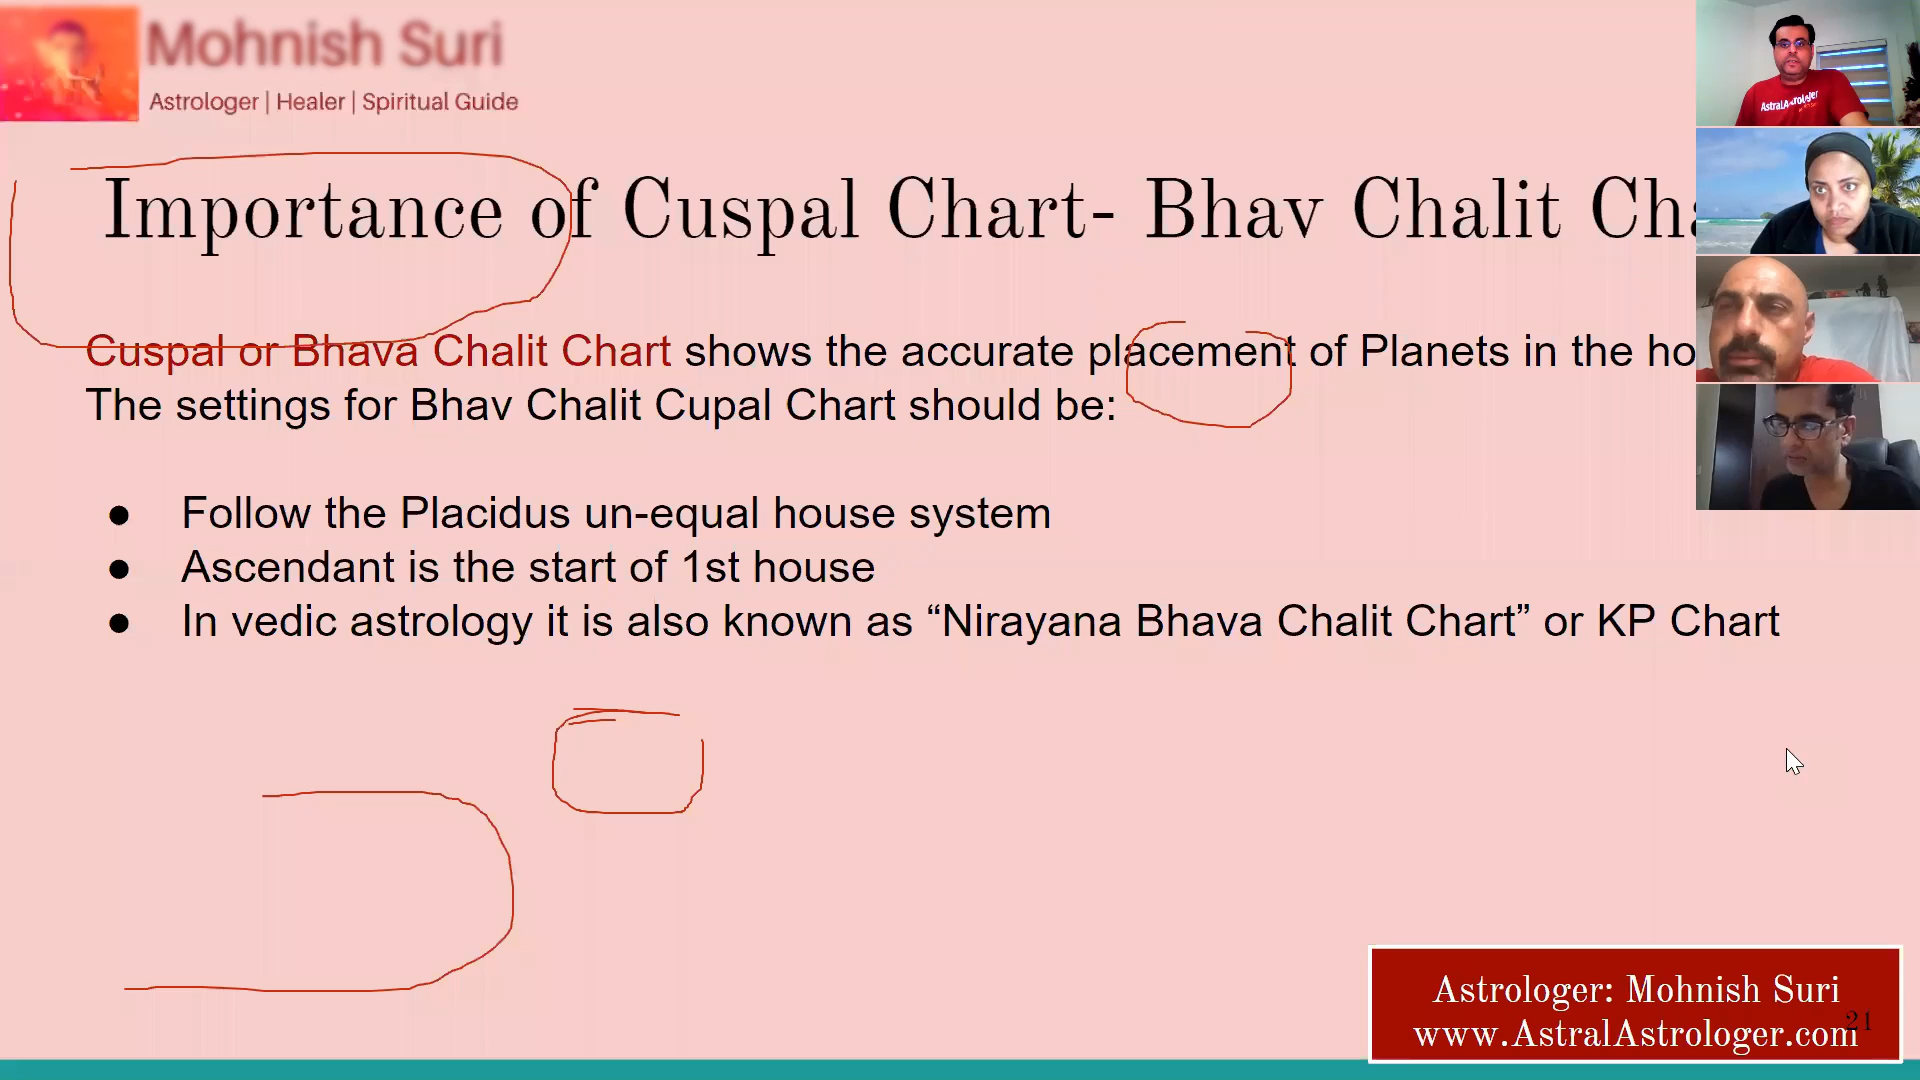 Mohnish Suri
Astrologer | Healer | Spiritual Guide
Importance of Cuspal Chart- Bhav Chalit Cha
Cuspal or Bhava Chalit Chart shows the accurate placement of Planets in the ho
The settings for Bhav Chalit Cupal Chart should be:
● Follow the Placidus un-equal house system
● Ascendant is the start of 1st house
● In vedic astrology it is also known as “Nirayana Bhava Chalit Chart” or KP Chart
Astrologer: Mohnish Suri
www.AstralAstrologer.com
21
AstralAstrologer